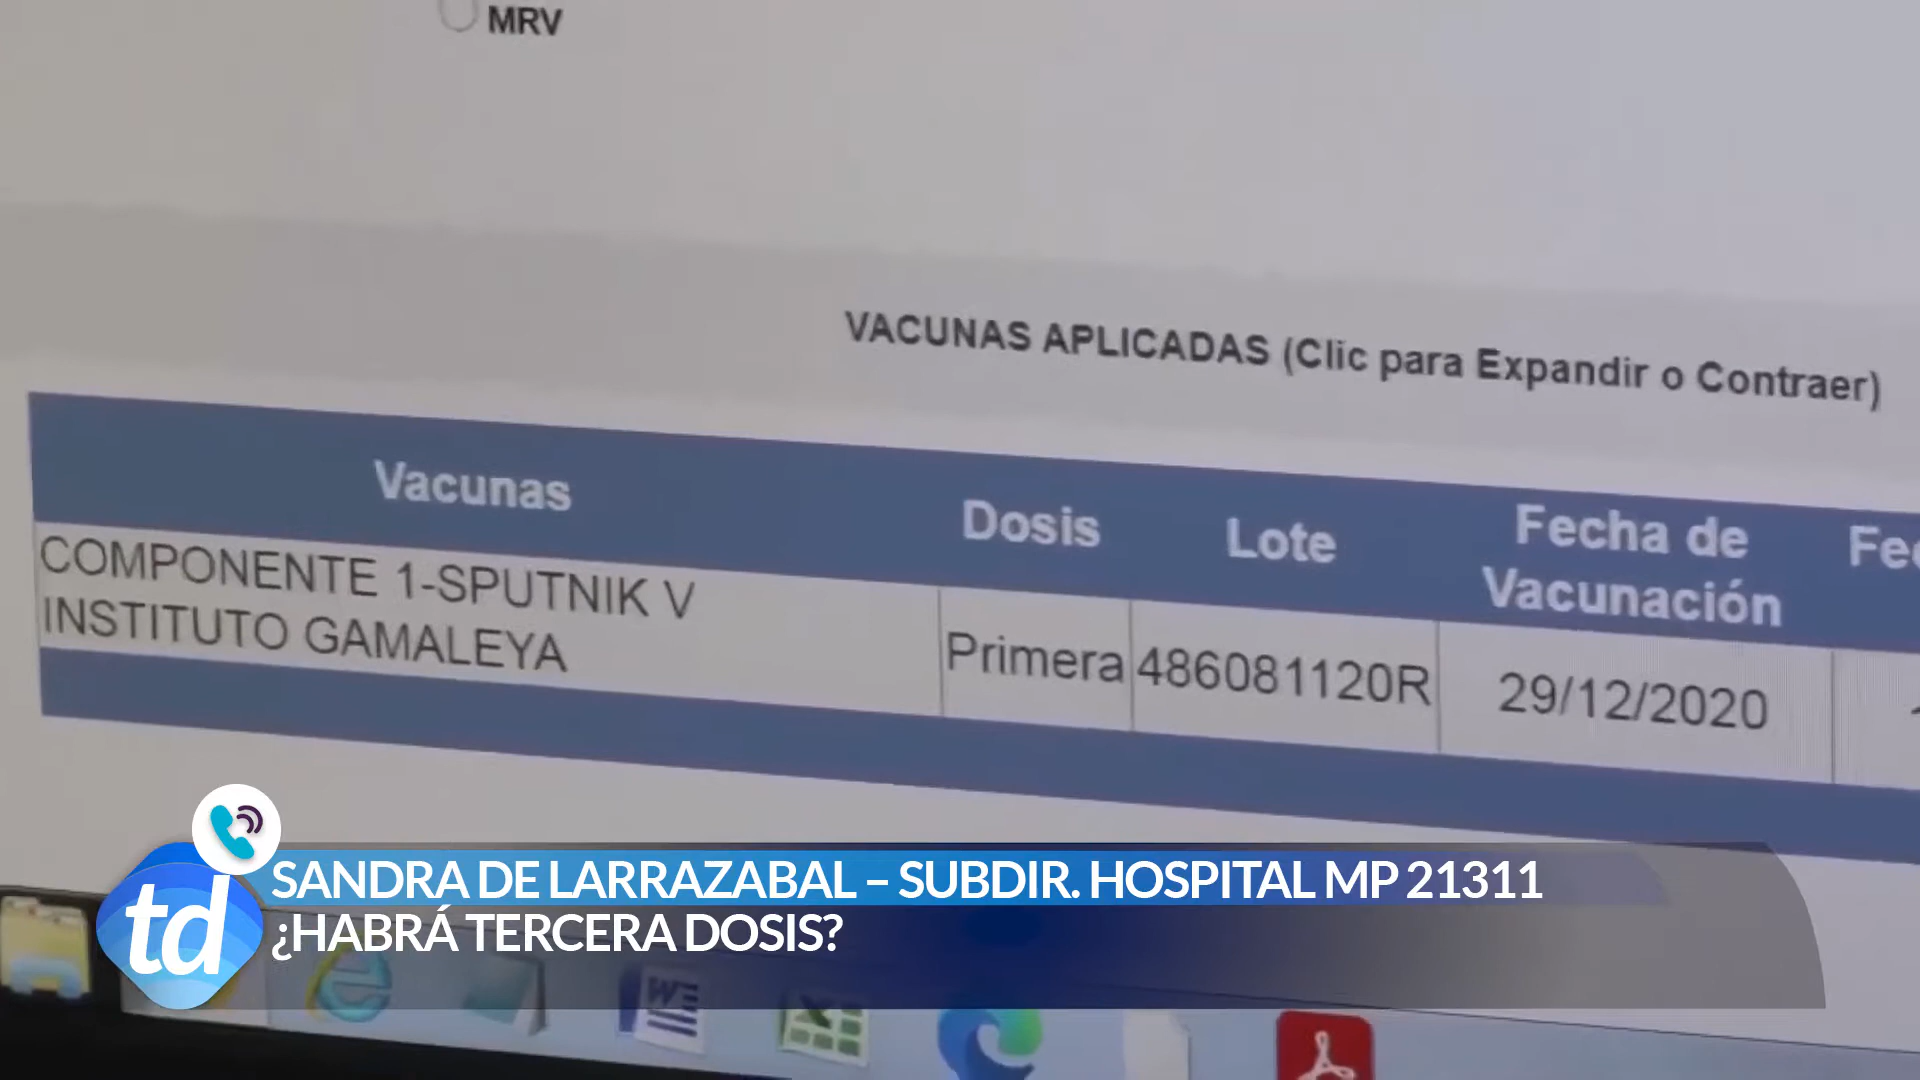 MRV
VACUNAS APLICADAS (Clic para Expandir o Contraer)
Vacunas
Dosis
Lote
Fecha de
Vacunación
COMPONENTE 1-SPUTNIK V
INSTITUTO GAMALEYA
Primera
486081120R
29/12/2020
SANDRA DE LARRAZABAL – SUBDIR. HOSPITAL MP 21311
¿HABRÁ TERCERA DOSIS?
td